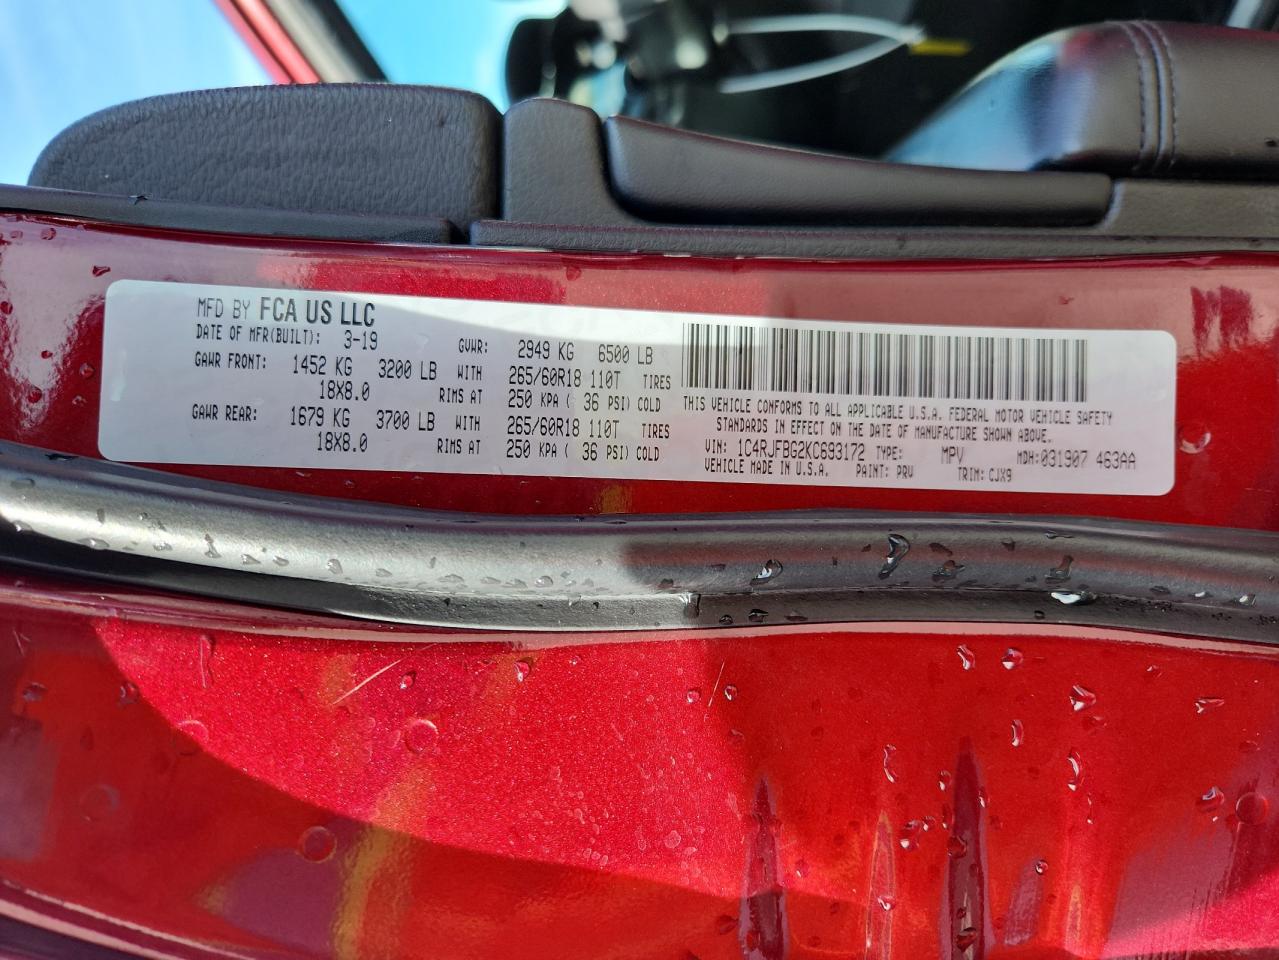 MFD BY FCA US LLC
DATE OF MFR(BUILT): 3-19 GVWR: 2949 KG 6500 LB
GAWR FRONT: 1452 KG 3200 LB WITH 265/60R18 110T TIRES
18X8.0 RIMS AT 250 KPA ( 36 PSI) COLD
GAWR REAR: 1679 KG 3700 LB WITH 265/60R18 110T TIRES
18X8.0 RIMS AT 250 KPA ( 36 PSI) COLD
THIS VEHICLE CONFORMS TO ALL APPLICABLE U.S.A. FEDERAL MOTOR VEHICLE SAFETY
STANDARDS IN EFFECT ON THE DATE OF MANUFACTURE SHOWN ABOVE.
VIN: 1C4RJFBG2KC693172 TYPE: MPV MDH: 031907 463AA
VEHICLE MADE IN U.S.A. PAINT: PRV TRIM: CJX9